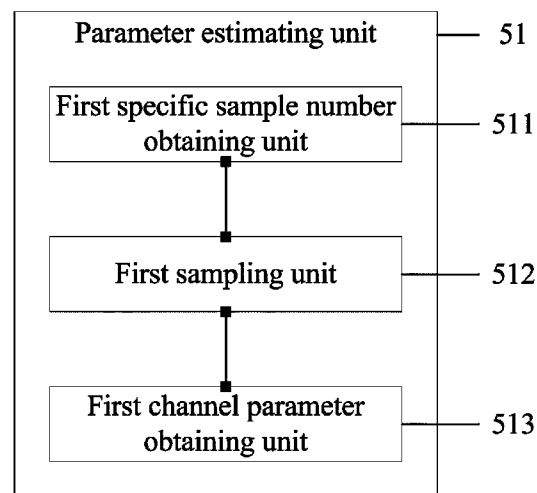 Parameter estimating unit 51
First specific sample number
obtaining unit 511
First sampling unit 512
First channel parameter
obtaining unit 513